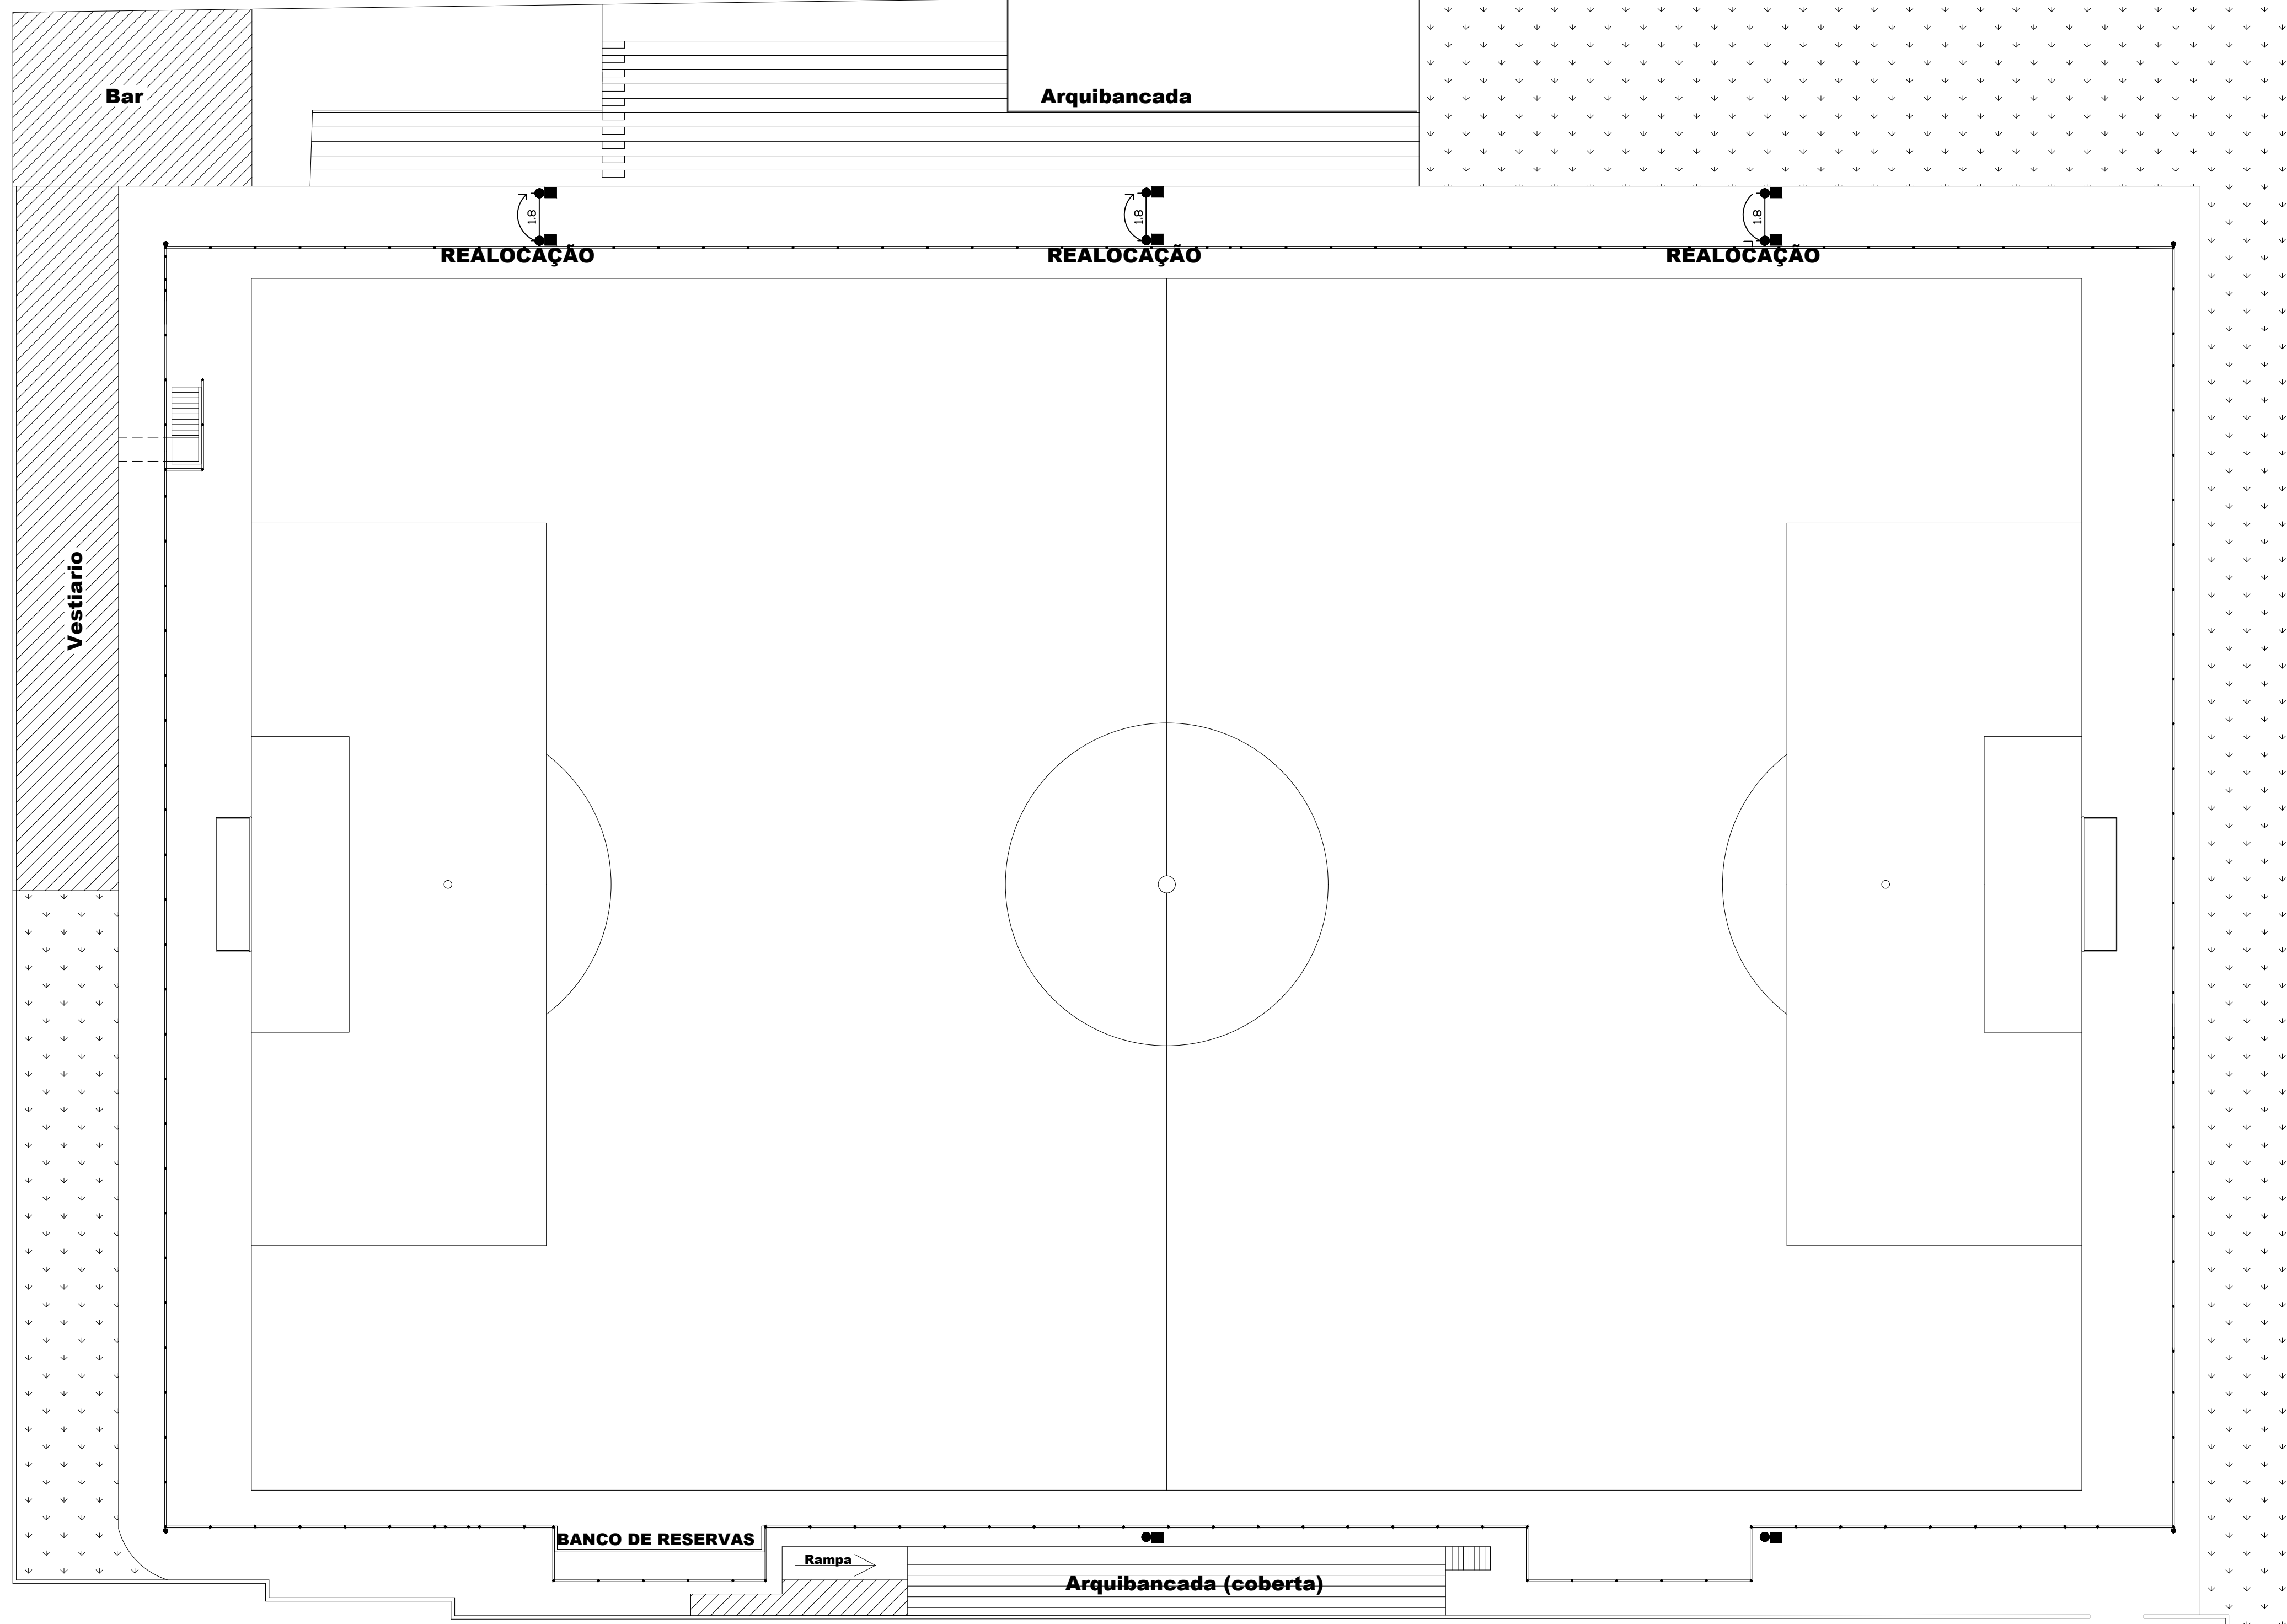 Bar
Arquibancada
1.8
1.8
1.8
REALOCAÇÃO
REALOCAÇÃO
REALOCAÇÃO
Vestiario
BANCO DE RESERVAS
Rampa
Arquibancada (coberta)